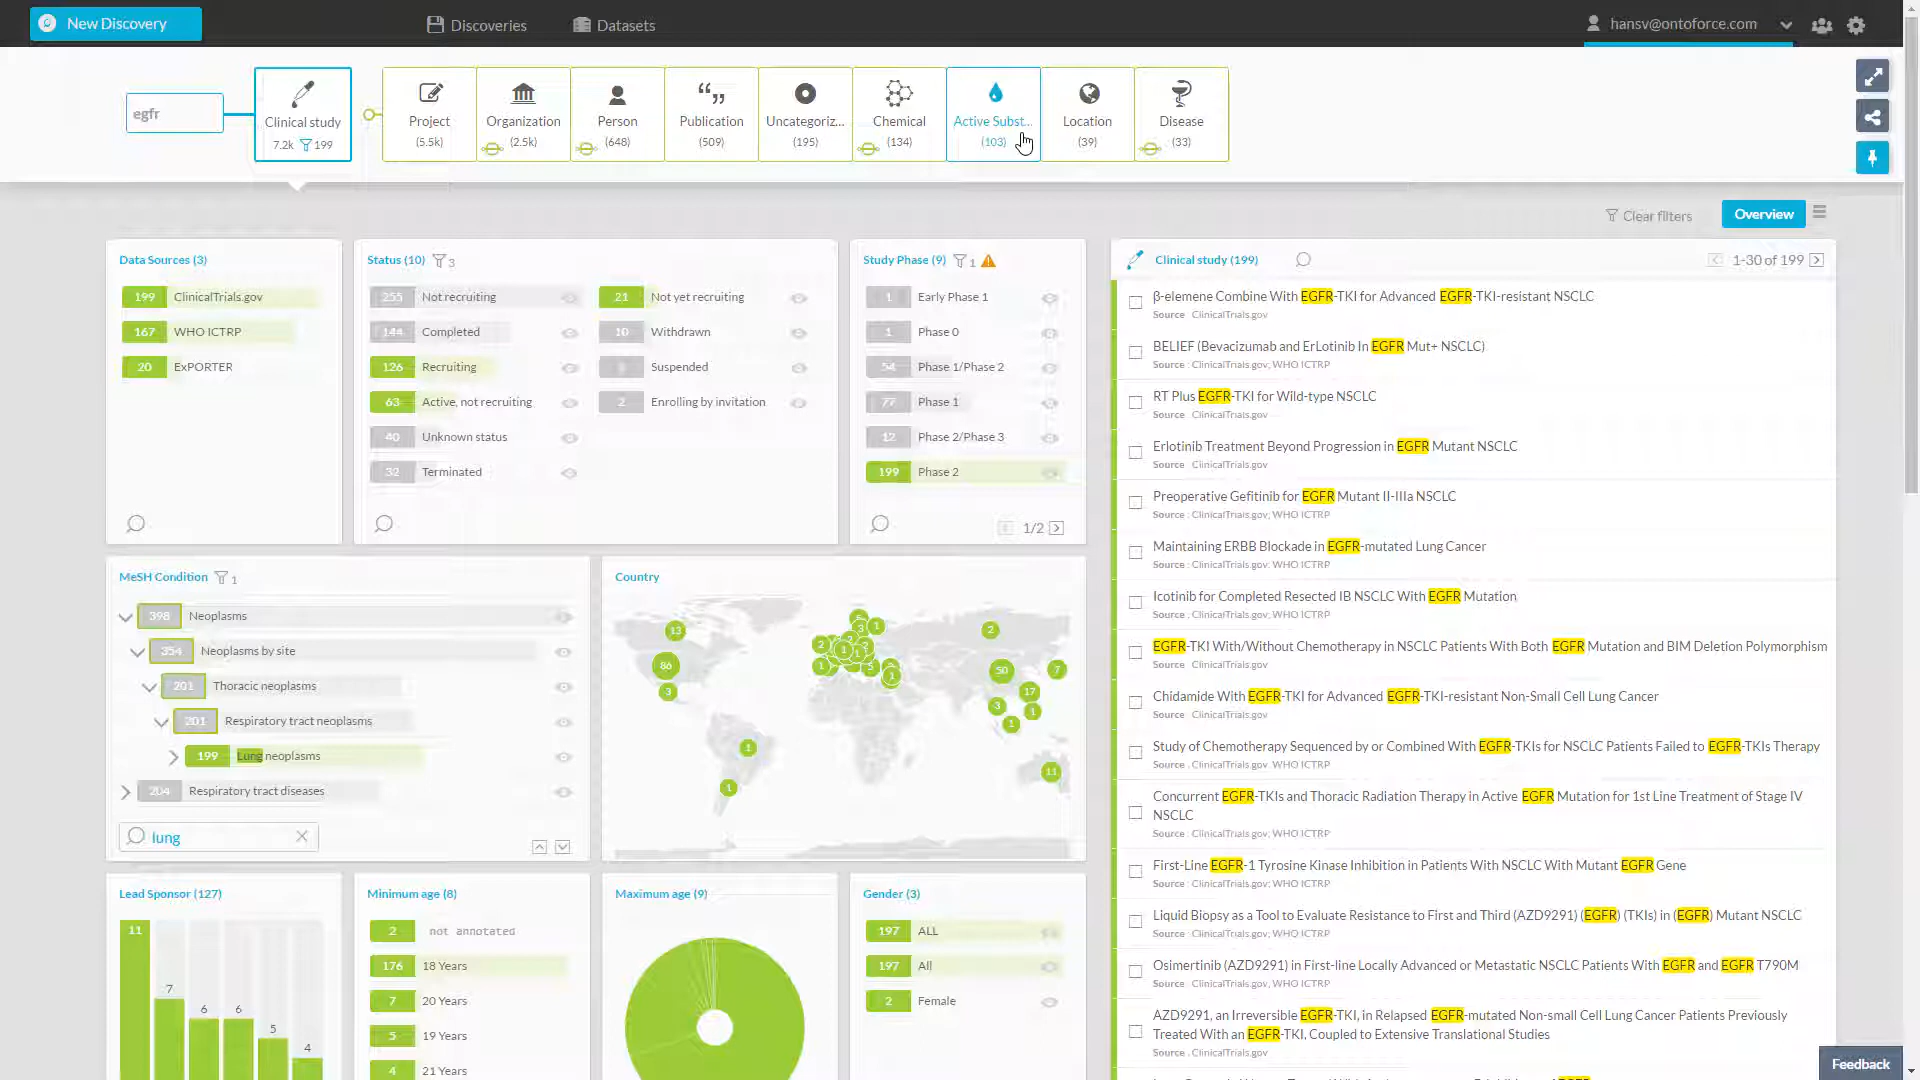 New Discovery
Discoveries
Datasets
hansv@ontoforce.com
egfr
Clinical study
7.2k 199
Project
(5.5k)
Organization
(2.5k)
Person
(648)
Publication
(509)
Uncategoriz...
(195)
Chemical
(134)
Active Subst...
(103)
Location
(39)
Disease
(33)
Clear filters
Overview
Data Sources (3)
199 ClinicalTrials.gov
167 WHO ICTRP
20 ExPORTER
Status (10) 3
255 Not recruiting
144 Completed
126 Recruiting
63 Active, not recruiting
40 Unknown status
32 Terminated
21 Not yet recruiting
10 Withdrawn
Suspended
2 Enrolling by invitation
Study Phase (9) 1
1 Early Phase 1
1 Phase 0
54 Phase 1/Phase 2
77 Phase 1
12 Phase 2/Phase 3
199 Phase 2
1/2
MeSH Condition 1
398 Neoplasms
354 Neoplasms by site
201 Thoracic neoplasms
201 Respiratory tract neoplasms
199 Lung neoplasms
204 Respiratory tract diseases
lung
Country
13
86
3
1
1
2
50
7
17
3
1
1
11
Lead Sponsor (127)
11
7
6
6
5
4
Minimum age (8)
2 not annotated
176 18 Years
7 20 Years
5 19 Years
4 21 Years
Maximum age (9)
Gender (3)
197 ALL
197 All
2 Female
Clinical study (199)
1-30 of 199
β-elemene Combine With EGFR-TKI for Advanced EGFR-TKI-resistant NSCLC
Source : ClinicalTrials.gov
BELIEF (Bevacizumab and ErLotinib In EGFR Mut+ NSCLC)
Source : ClinicalTrials.gov, WHO ICTRP
RT Plus EGFR-TKI for Wild-type NSCLC
Source : ClinicalTrials.gov
Erlotinib Treatment Beyond Progression in EGFR Mutant NSCLC
Source : ClinicalTrials.gov
Preoperative Gefitinib for EGFR Mutant II-IIIa NSCLC
Source : ClinicalTrials.gov, WHO ICTRP
Maintaining ERBB Blockade in EGFR-mutated Lung Cancer
Source : ClinicalTrials.gov, WHO ICTRP
Icotinib for Completed Resected IB NSCLC With EGFR Mutation
Source : ClinicalTrials.gov, WHO ICTRP
EGFR-TKI With/Without Chemotherapy in NSCLC Patients With Both EGFR Mutation and BIM Deletion Polymorphism
Source : ClinicalTrials.gov
Chidamide With EGFR-TKI for Advanced EGFR-TKI-resistant Non-Small Cell Lung Cancer
Source : ClinicalTrials.gov
Study of Chemotherapy Sequenced by or Combined With EGFR-TKIs for NSCLC Patients Failed to EGFR-TKIs Therapy
Source : ClinicalTrials.gov, WHO ICTRP
Concurrent EGFR-TKIs and Thoracic Radiation Therapy in Active EGFR Mutation for 1st Line Treatment of Stage IV
NSCLC
Source : ClinicalTrials.gov, WHO ICTRP
First-Line EGFR-1 Tyrosine Kinase Inhibition in Patients With NSCLC With Mutant EGFR Gene
Source : ClinicalTrials.gov, WHO ICTRP
Liquid Biopsy as a Tool to Evaluate Resistance to First and Third (AZD9291) (EGFR) (TKIs) in (EGFR) Mutant NSCLC
Source : ClinicalTrials.gov, WHO ICTRP
Osimertinib (AZD9291) in First-line Locally Advanced or Metastatic NSCLC Patients With EGFR and EGFR T790M
Source : ClinicalTrials.gov, WHO ICTRP
AZD9291, an Irreversible EGFR-TKI, in Relapsed EGFR-mutated Non-small Cell Lung Cancer Patients Previously
Treated With an EGFR-TKI, Coupled to Extensive Translational Studies
Source : ClinicalTrials.gov
Feedback